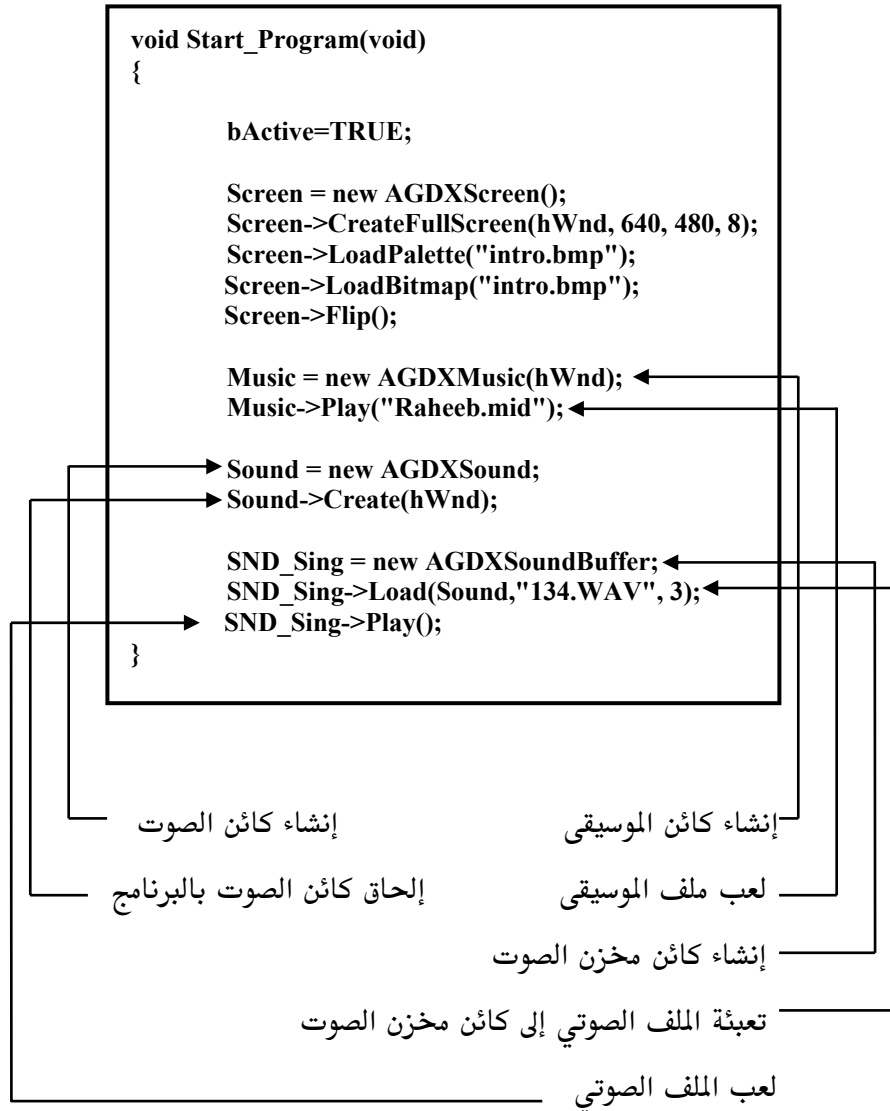 void Start_Program(void)
{
bActive=TRUE;
Screen = new AGDXScreen();
Screen->CreateFullScreen(hWnd, 640, 480, 8);
Screen->LoadPalette("intro.bmp");
Screen->LoadBitmap("intro.bmp");
Screen->Flip();
Music = new AGDXMusic(hWnd);
Music->Play("Raheeb.mid");
Sound = new AGDXSound;
Sound->Create(hWnd);
SND_Sing = new AGDXSoundBuffer;
SND_Sing->Load(Sound,"134.WAV", 3);
SND_Sing->Play();
}
إنشاء كائن الموسيقى
إنشاء كائن الصوت
لعب ملف الموسيقى
إلحاق كائن الصوت بالبرنامج
إنشاء كائن مخزن الصوت
تعبئة الملف الصوتي إلى كائن مخزن الصوت
لعب الملف الصوتي